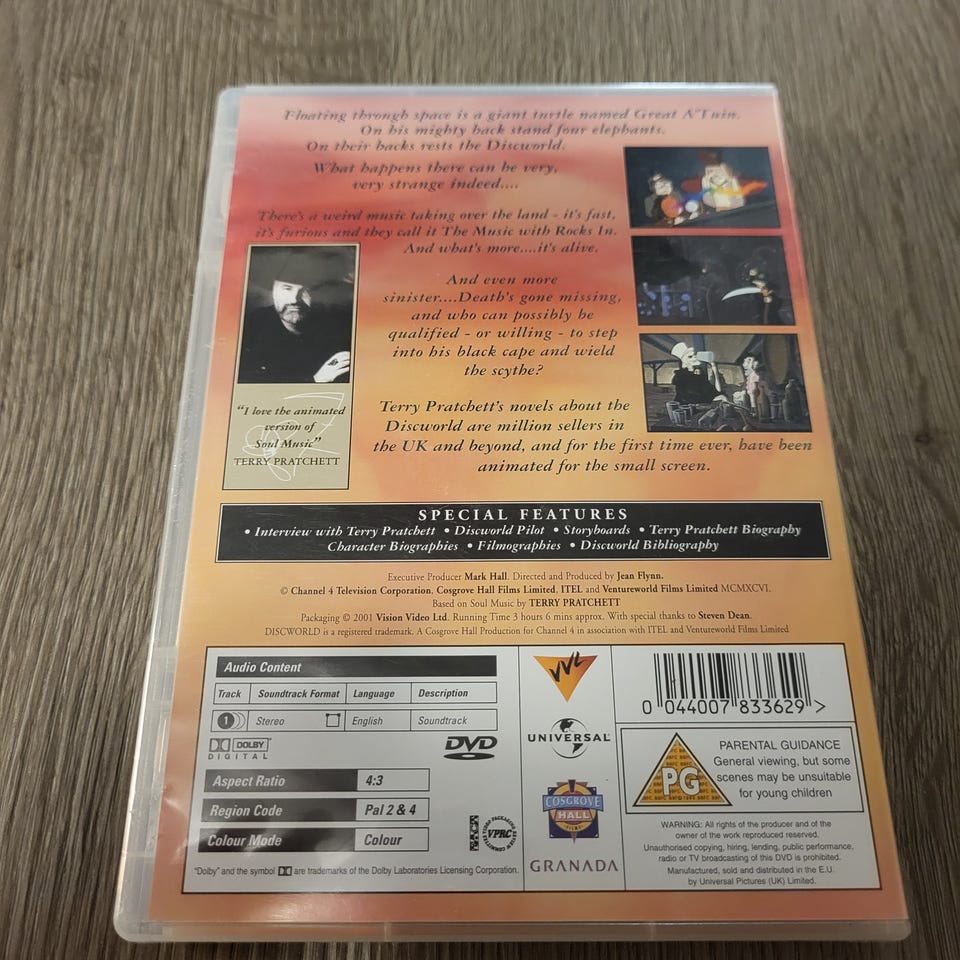 Floating through space is a giant turtle named Great A'Tuin.
On his mighty back stand four elephants.
On their backs rests the Discworld.
What happens there can be very,
very strange indeed....
There's a weird music taking over the land - it's fast,
it's furious and they call it The Music with Rocks In.
And what's more....it's alive.
And even more
sinister....Death's gone missing,
and who can possibly be
qualified - or willing - to step
into his black cape and wield
the scythe?
"I love the animated
version of
Soul Music"
TERRY PRATCHETT
Terry Pratchett's novels about the
Discworld are million sellers in
the UK and beyond, and for the first time ever, have been
animated for the small screen.
SPECIAL FEATURES
• Interview with Terry Pratchett • Discworld Pilot • Storyboards • Terry Pratchett Biography
Character Biographies • Filmographies • Discworld Bibliography
Executive Producer Mark Hall. Directed and Produced by Jean Flynn.
© Channel 4 Television Corporation, Cosgrove Hall Films Limited, ITEL and Ventureworld Films Limited MCMXCVI.
Based on Soul Music by TERRY PRATCHETT
Packaging © 2001 Vision Video Ltd. Running Time 3 hours 6 mins approx. With special thanks to Steven Dean.
DISCWORLD is a registered trademark. A Cosgrove Hall Production for Channel 4 in association with ITEL and Ventureworld Films Limited
Audio Content
Track Soundtrack Format Language Description
1 Stereo English Soundtrack
DOLBY
DIGITAL
DVD
Aspect Ratio 4:3
Region Code Pal 2 & 4
Colour Mode Colour
VPRC
"Dolby" and the symbol are trademarks of the Dolby Laboratories Licensing Corporation.
VVL
UNIVERSAL
COSGROVE
HALL
FILMS
GRANADA
0 044007 833629 >
PG
PARENTAL GUIDANCE
General viewing, but some
scenes may be unsuitable
for young children
WARNING: All rights of the producer and of the
owner of the work reproduced reserved.
Unauthorised copying, hiring, lending, public performance,
radio or TV broadcasting of this DVD is prohibited.
Manufactured, sold and distributed in the E.U.
by Universal Pictures (UK) Limited.